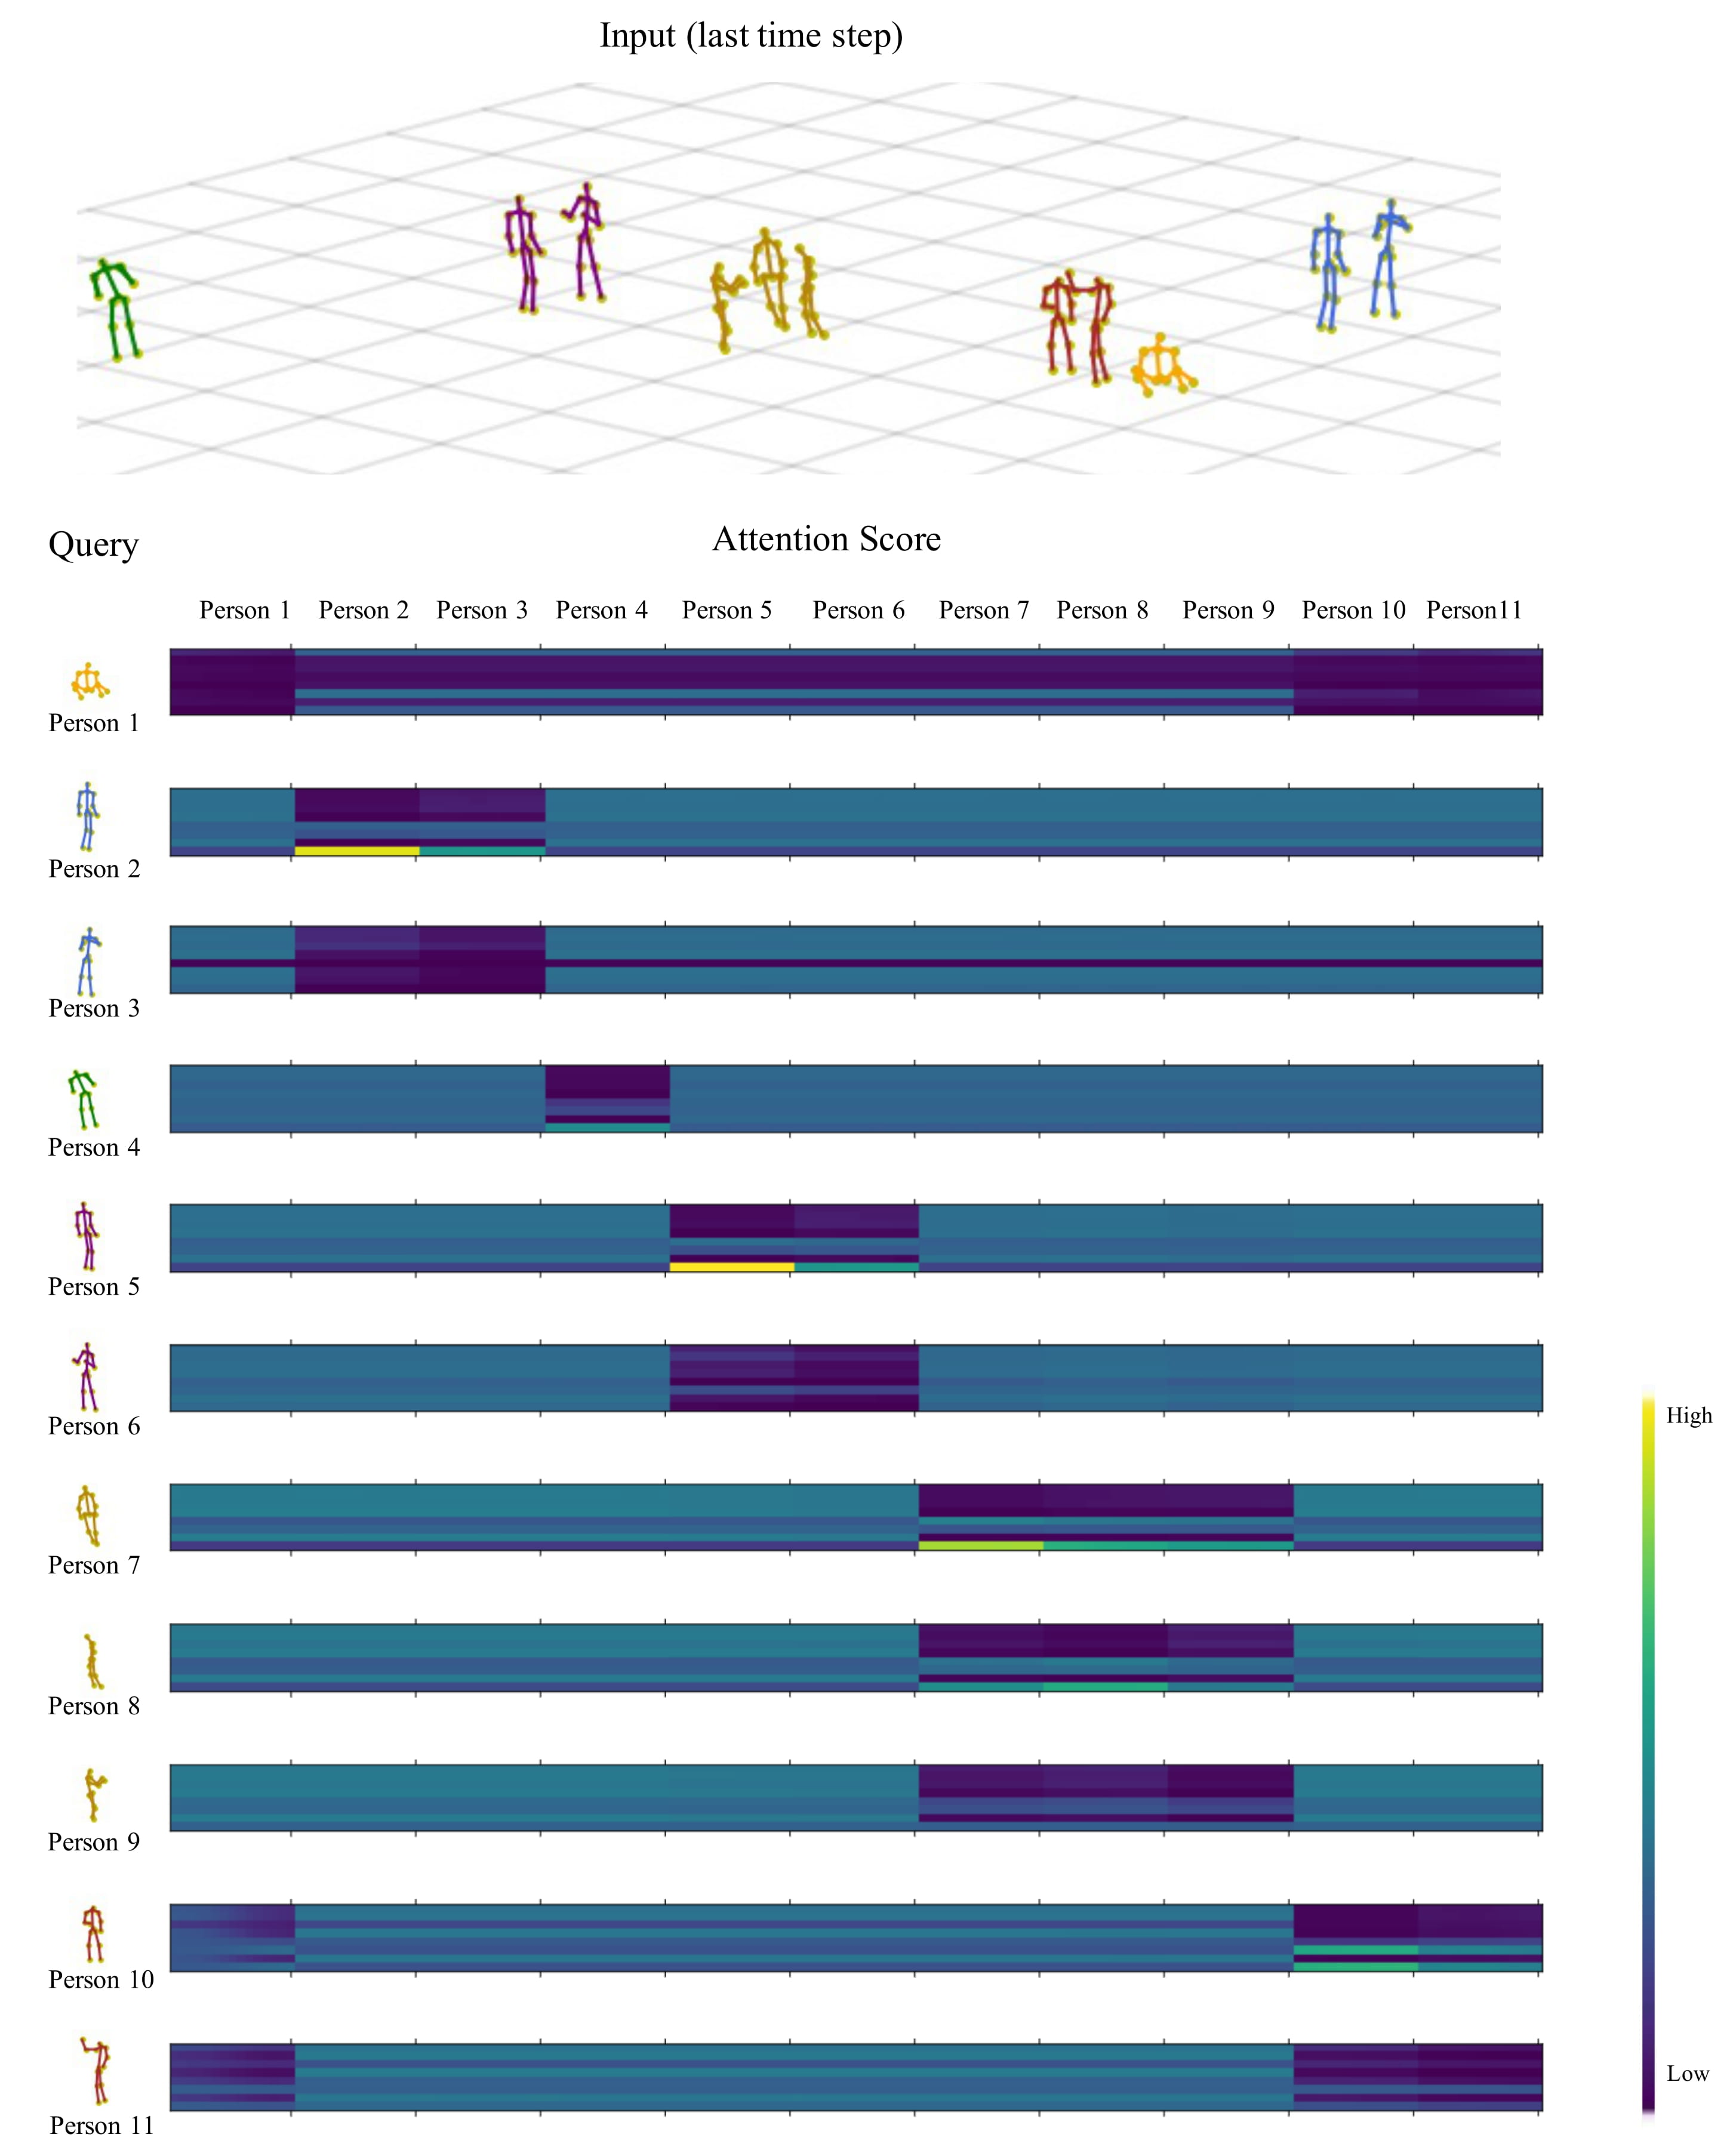 Input (last time step)
Query
Attention Score
Person 1 Person 2 Person 3 Person 4 Person 5 Person 6 Person 7 Person 8 Person 9 Person 10 Person11
Person 1
Person 2
Person 3
Person 4
Person 5
Person 6
High
Person 7
Person 8
Person 9
Person 10
Low
Person 11